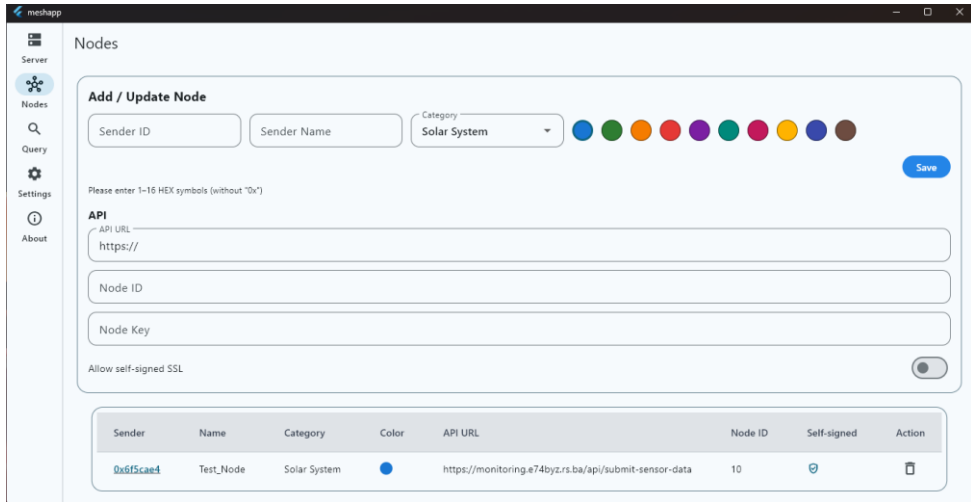 meshapp
Server
Nodes
Query
Settings
About
Nodes
Add / Update Node
Sender ID
Sender Name
Category
Solar System
Save
Please enter 1–16 HEX symbols (without "0x")
API
API URL
https://
Node ID
Node Key
Allow self-signed SSL
Sender Name Category Color API URL Node ID Self-signed Action
0x6f5cae4 Test_Node Solar System https://monitoring.e74byz.rs.ba/api/submit-sensor-data 10